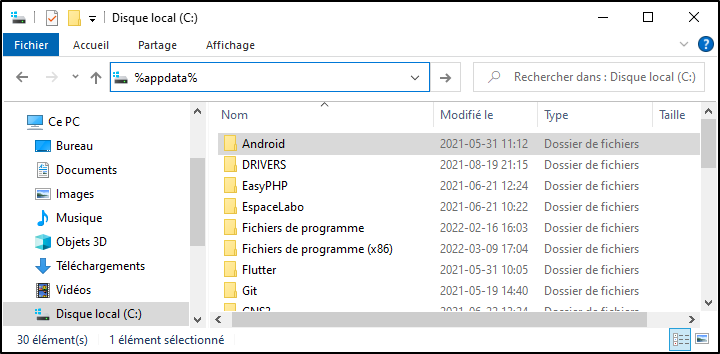 Disque local (C:)
Fichier Accueil Partage Affichage
%appdata% Rechercher dans : Disque local (C:)
Ce PC
Bureau
Documents
Images
Musique
Objets 3D
Téléchargements
Vidéos
Disque local (C:)
Nom Modifié le Type Taille
Android 2021-05-31 11:12 Dossier de fichiers
DRIVERS 2021-08-19 21:15 Dossier de fichiers
EasyPHP 2021-06-21 12:24 Dossier de fichiers
EspaceLabo 2021-06-21 10:22 Dossier de fichiers
Fichiers de programme 2022-02-16 16:03 Dossier de fichiers
Fichiers de programme (x86) 2022-03-09 17:04 Dossier de fichiers
Flutter 2021-05-31 10:05 Dossier de fichiers
Git 2021-05-19 14:40 Dossier de fichiers
30 élément(s) 1 élément sélectionné